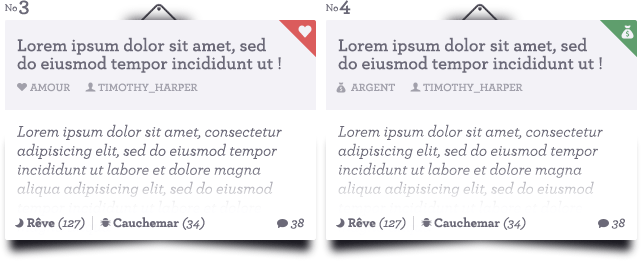 No 3
Lorem ipsum dolor sit amet, sed
do eiusmod tempor incididunt ut !
AMOUR TIMOTHY_HARPER
Lorem ipsum dolor sit amet, consectetur
adipisicing elit, sed do eiusmod tempor
incididunt ut labore et dolore magna
aliqua adipisicing elit, sed do eiusmod
Rêve (127) Cauchemar (34) 38
No 4
Lorem ipsum dolor sit amet, sed
do eiusmod tempor incididunt ut !
ARGENT TIMOTHY_HARPER
Lorem ipsum dolor sit amet, consectetur
adipisicing elit, sed do eiusmod tempor
incididunt ut labore et dolore magna
aliqua adipisicing elit, sed do eiusmod
Rêve (127) Cauchemar (34) 38